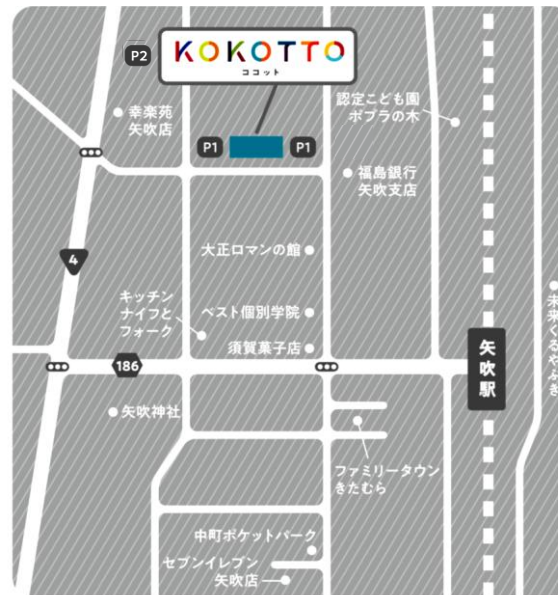 P2
KOKOTTO
ココット
認定こども園
ポプラの木
幸楽苑
矢吹店
P1
P1
福島銀行
矢吹支店
大正ロマンの館
4
キッチン
ナイフと
フォーク
ベスト個別学院
須賀菓子店
未来くるやぶき
矢吹駅
186
矢吹神社
ファミリータウン
きたむら
中町ポケットパーク
セブンイレブン
矢吹店